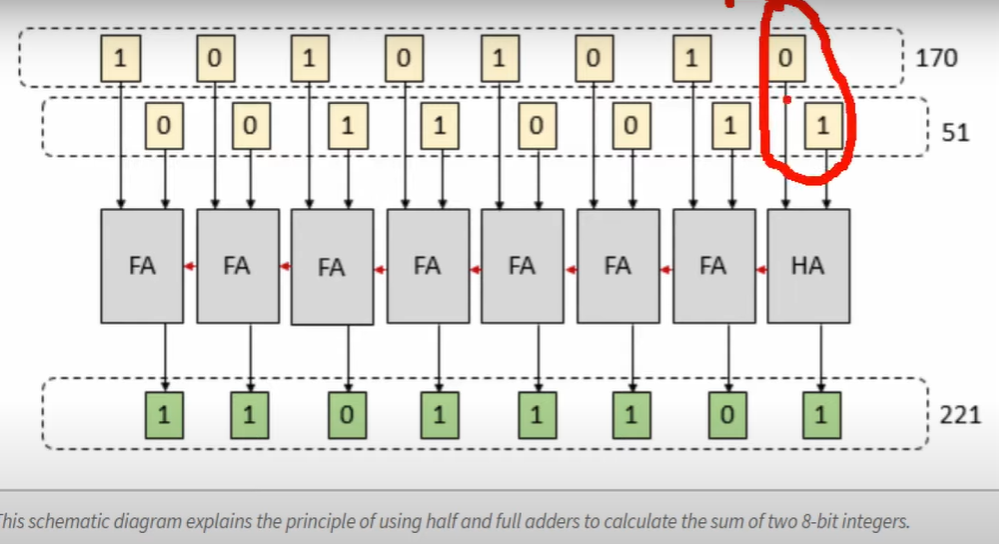 1 0 1 0 1 0 1 0 170
0 0 1 1 0 0 1 1 51
FA FA FA FA FA FA FA HA
1 1 0 1 1 1 0 1 221
This schematic diagram explains the principle of using half and full adders to calculate the sum of two 8-bit integers.